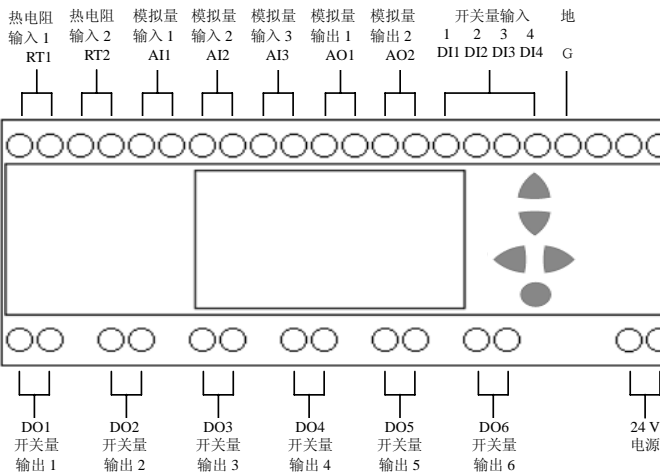 热电阻 热电阻 模拟量 模拟量 模拟量 模拟量 模拟量 开关量输入 地
输入 1 输入 2 输入 1 输入 2 输入 3 输出 1 输出 2 1 2 3 4
RT1 RT2 AI1 AI2 AI3 AO1 AO2 DI1 DI2 DI3 DI4 G
DO1 DO2 DO3 DO4 DO5 DO6 24 V
开关量 开关量 开关量 开关量 开关量 开关量 电源
输出 1 输出 2 输出 3 输出 4 输出 5 输出 6